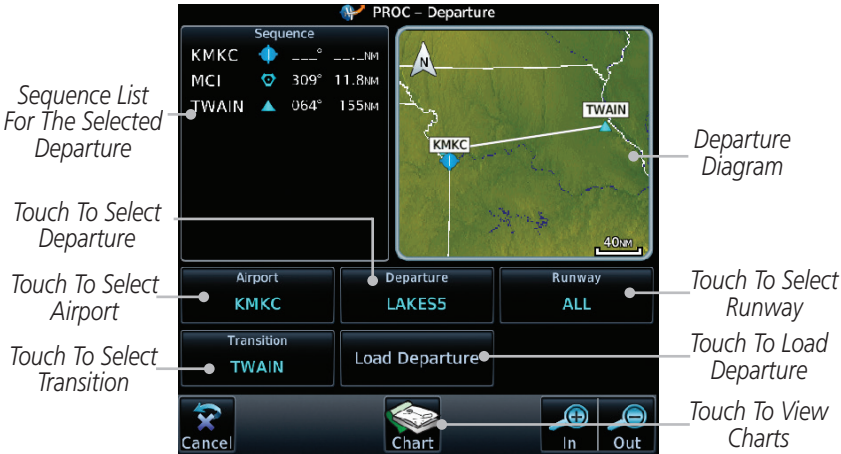 PROC – Departure
Sequence
KMKC ___° __._NM
MCI 309° 11.8NM
TWAIN 064° 155NM
N
TWAIN
KMKC
40NM
Sequence List
For The Selected
Departure
Departure
Diagram
Touch To Select
Departure
Touch To Select
Airport
Airport
KMKC
Departure
LAKES5
Runway
ALL
Touch To Select
Runway
Touch To Select
Transition
Transition
TWAIN
Load Departure
Touch To Load
Departure
Cancel
Chart
In
Out
Touch To View
Charts